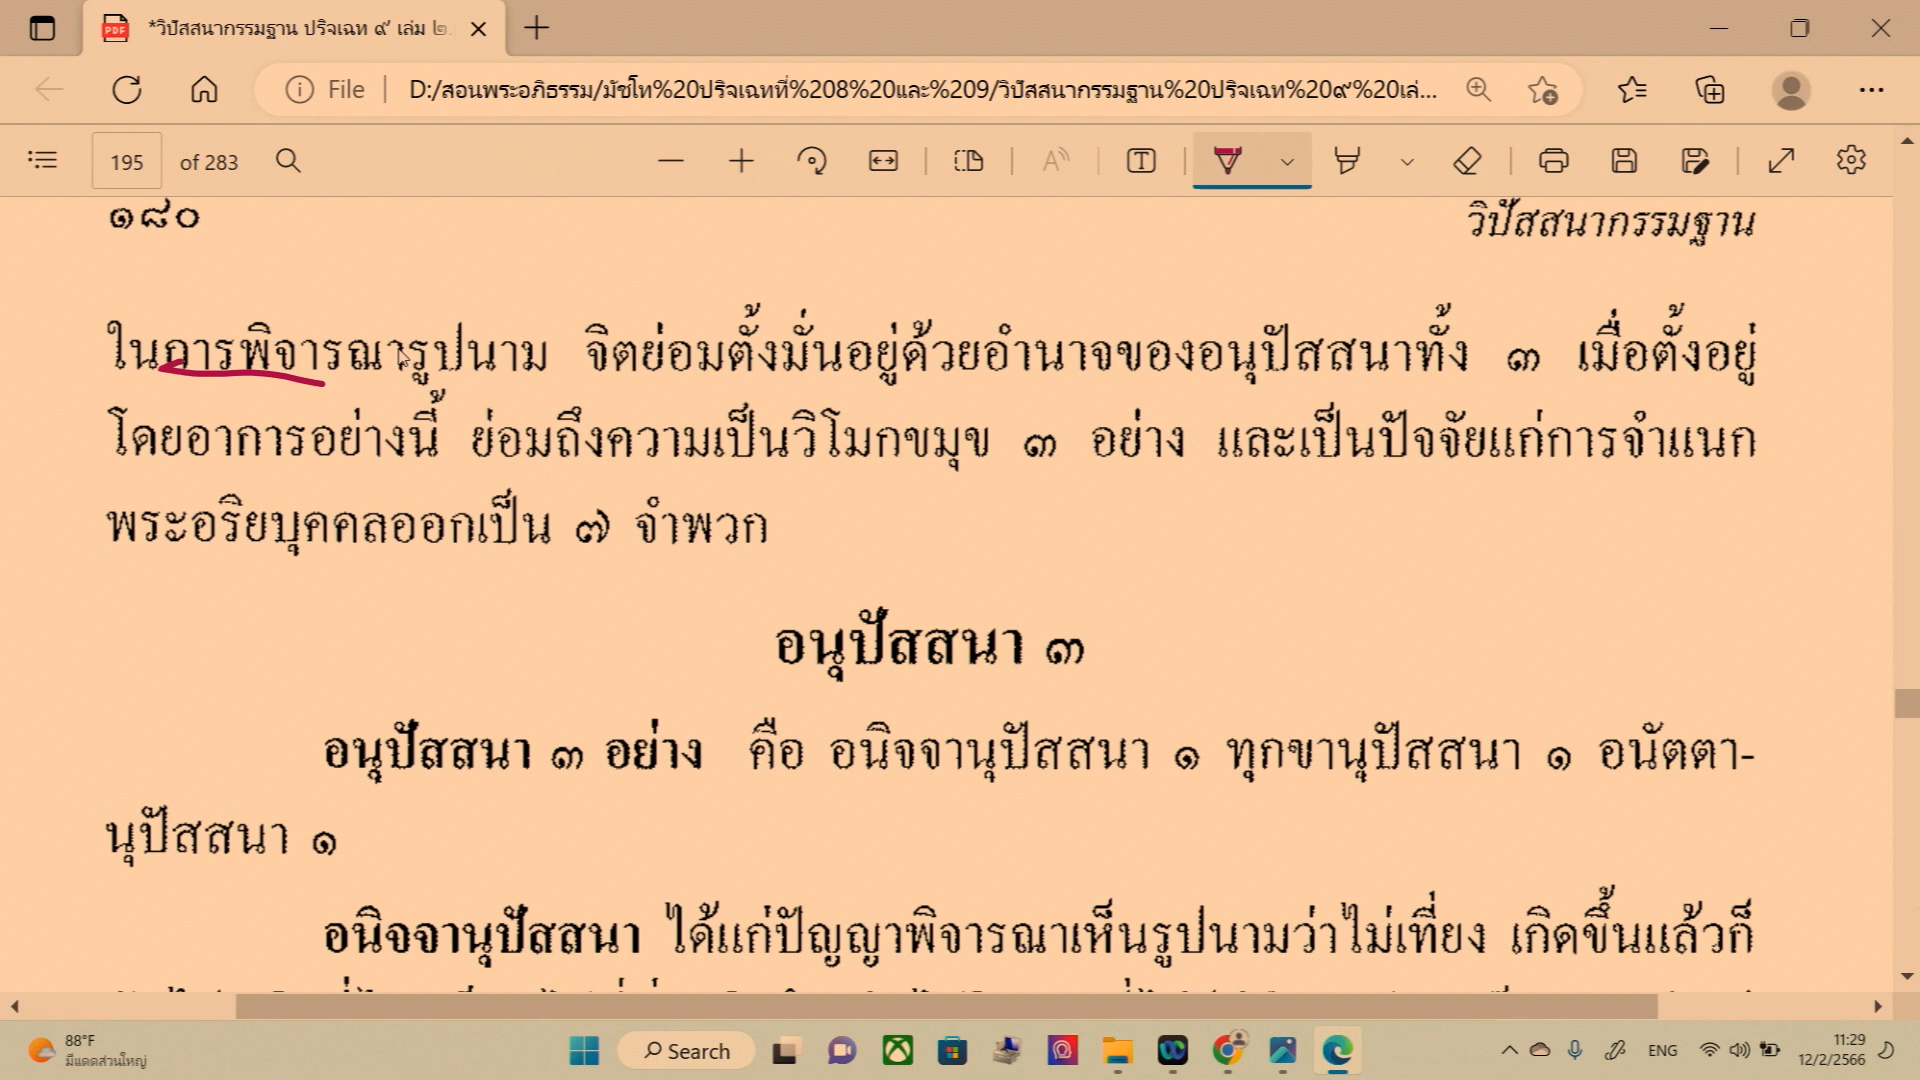 *วิปัสสนากรรมฐาน ปริจเฉท ๙ เล่ม ๒.
File
D:/สอนพระอภิธรรม/มัชโท%20ปริจเฉทที่%208%20และ%209/วิปัสสนากรรมฐาน%20ปริจเฉท%20๙%20เล่...
195 of 283
๑๘๐ วิปัสสนากรรมฐาน
ในการพิจารณารูปนาม จิตย่อมตั้งมั่นอยู่ด้วยอำนาจของอนุปัสสนาทั้ง ๓ เมื่อตั้งอยู่
โดยอาการอย่างนี้ ย่อมถึงความเป็นวิโมกขมุข ๓ อย่าง และเป็นปัจจัยแก่การจำแนก
พระอริยบุคคลออกเป็น ๗ จำพวก
อนุปัสสนา ๓
อนุปัสสนา ๓ อย่าง คือ อนิจจานุปัสสนา ๑ ทุกขานุปัสสนา ๑ อนัตตา-
นุปัสสนา ๑
อนิจจานุปัสสนา ได้แก่ปัญญาพิจารณาเห็นรูปนามว่าไม่เที่ยง เกิดขึ้นแล้วก็
88°F
มีแดดส่วนใหญ่
Search
ENG
11:29
12/2/2566